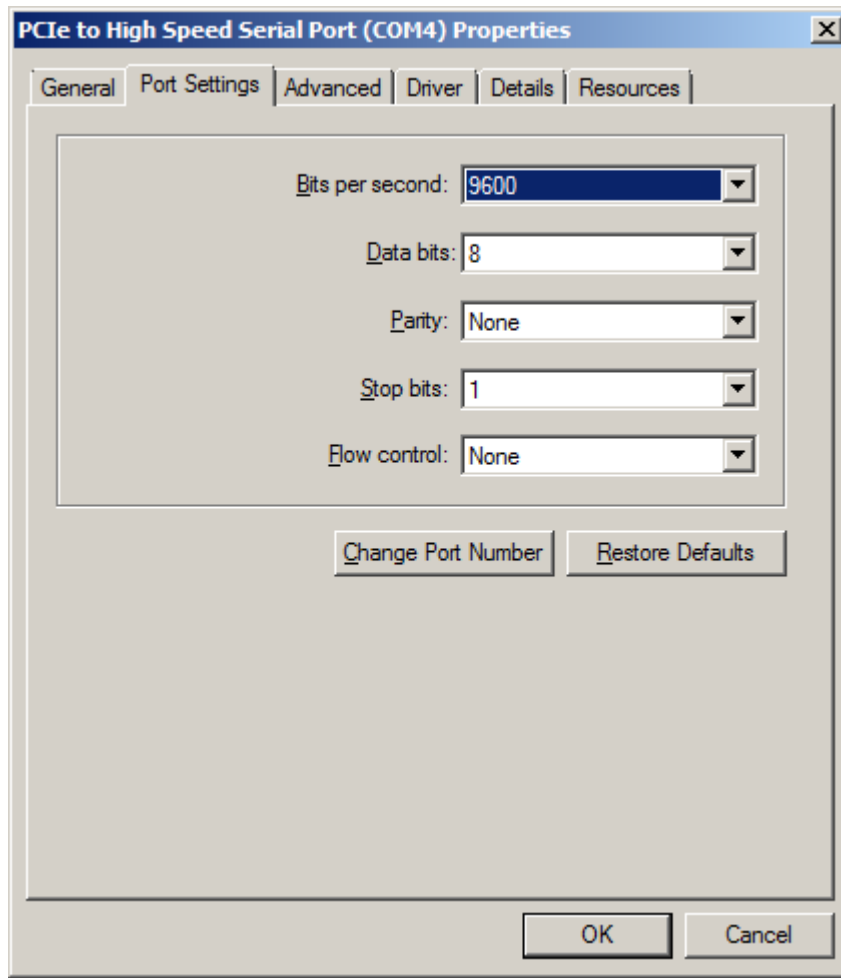 PCIe to High Speed Serial Port (COM4) Properties
General Port Settings Advanced Driver Details Resources
Bits per second: 9600
Data bits: 8
Parity: None
Stop bits: 1
Flow control: None
Change Port Number Restore Defaults
OK Cancel